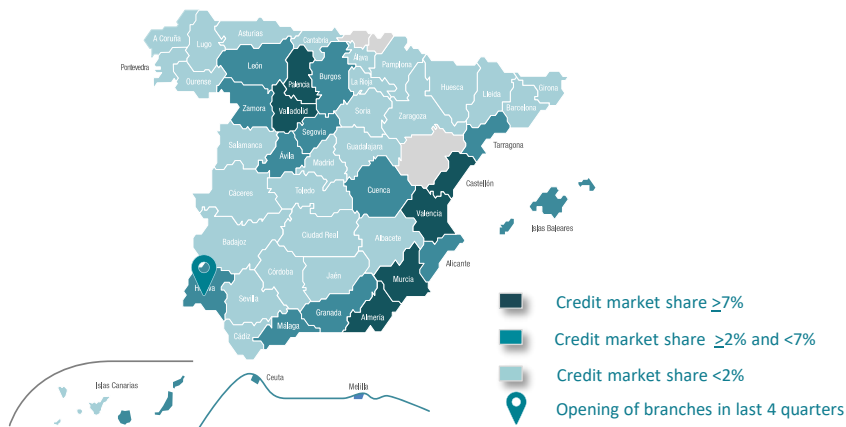 A Coruña
Lugo
Asturias
Cantabria
Pontevedra
Ourense
León
Palencia
Burgos
Álava
La Rioja
Pamplona
Huesca
Lleida
Girona
Barcelona
Zamora
Valladolid
Soria
Zaragoza
Segovia
Tarragona
Salamanca
Ávila
Madrid
Guadalajara
Castellón
Cáceres
Toledo
Cuenca
Valencia
Islas Baleares
Badajoz
Ciudad Real
Albacete
Alicante
Córdoba
Jaén
Murcia
Sevilla
Granada
Almería
Málaga
Cádiz
Credit market share ≥7%
Credit market share ≥2% and <7%
Credit market share <2%
Opening of branches in last 4 quarters
Islas Canarias
Ceuta
Melilla